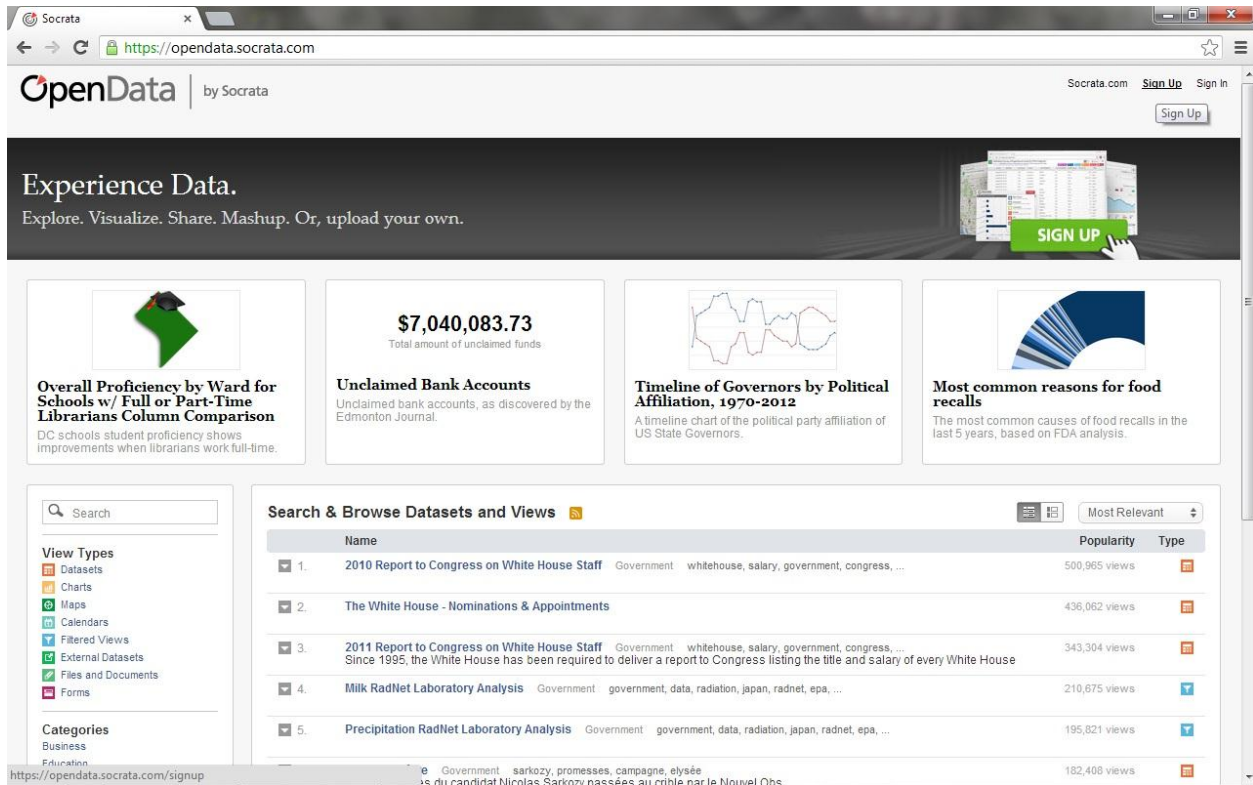 Socrata
https://opendata.socrata.com
OpenData by Socrata
Socrata.com Sign Up Sign In
Sign Up
Experience Data.
Explore. Visualize. Share. Mashup. Or, upload your own.
SIGN UP
Overall Proficiency by Ward for
Schools w/ Full or Part-Time
Librarians Column Comparison
DC schools student proficiency shows
improvements when librarians work full-time.
$7,040,083.73
Total amount of unclaimed funds
Unclaimed Bank Accounts
Unclaimed bank accounts, as discovered by the
Edmonton Journal.
Timeline of Governors by Political
Affiliation, 1970-2012
A timeline chart of the political party affiliation of
US State Governors.
Most common reasons for food
recalls
The most common causes of food recalls in the
last 5 years, based on FDA analysis.
Search
View Types
Datasets
Charts
Maps
Calendars
Filtered Views
External Datasets
Files and Documents
Forms
Categories
Business
Education
https://opendata.socrata.com/signup
Search & Browse Datasets and Views
Most Relevant
Name Popularity Type
1. 2010 Report to Congress on White House Staff Government whitehouse, salary, government, congress, ... 500,965 views
2. The White House - Nominations & Appointments 436,062 views
3. 2011 Report to Congress on White House Staff Government whitehouse, salary, government, congress, ... 343,304 views
Since 1995, the White House has been required to deliver a report to Congress listing the title and salary of every White House
4. Milk RadNet Laboratory Analysis Government government, data, radiation, japan, radnet, epa, ... 210,675 views
5. Precipitation RadNet Laboratory Analysis Government government, data, radiation, japan, radnet, epa, ... 195,821 views
Government sarkozy, promesses, campagne, elysée 182,408 views
du candidat Nicolas Sarkozy passées au crible par le Nouvel Obs